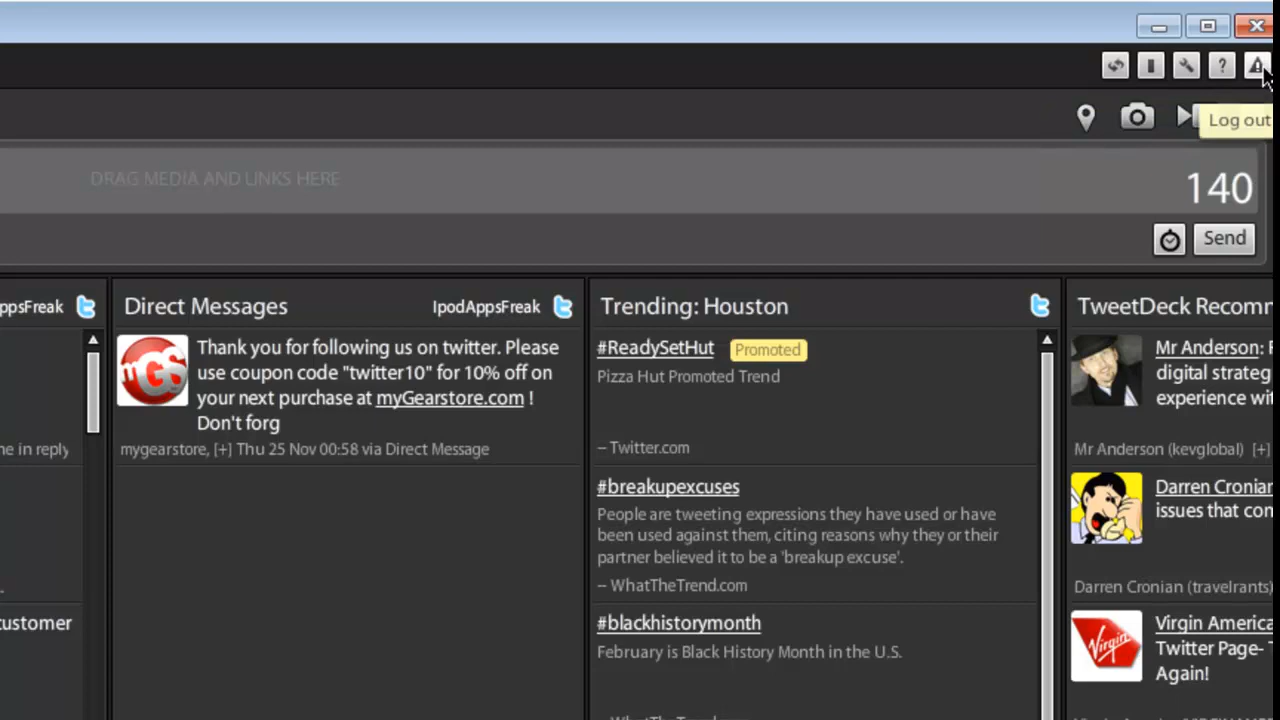 ?
Log out
DRAG MEDIA AND LINKS HERE
140
Send
ppsFreak
ne in reply
customer
Direct Messages
IpodAppsFreak
mGS
Thank you for following us on twitter. Please
use coupon code "twitter10" for 10% off on
your next purchase at myGearstore.com !
Don't forg
mygearstore, [+] Thu 25 Nov 00:58 via Direct Message
Trending: Houston
#ReadySetHut Promoted
Pizza Hut Promoted Trend
-- Twitter.com
#breakupexcuses
People are tweeting expressions they have used or have
been used against them, citing reasons why they or their
partner believed it to be a 'breakup excuse'.
-- WhatTheTrend.com
#blackhistorymonth
February is Black History Month in the U.S.
-- WhatTheTrend.com
TweetDeck Recomm
Mr Anderson:
digital strateg
experience wi
Mr Anderson (kevglobal) [+]
Darren Cronian
issues that con
Darren Cronian (travelrants)
Virgin
Virgin America
Twitter Page- T
Again!